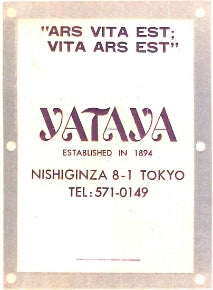 "ARS VITA EST;
VITA ARS EST"
YATAYA
ESTABLISHED IN 1894
NISHIGINZA 8-1 TOKYO
TEL: 571-0149